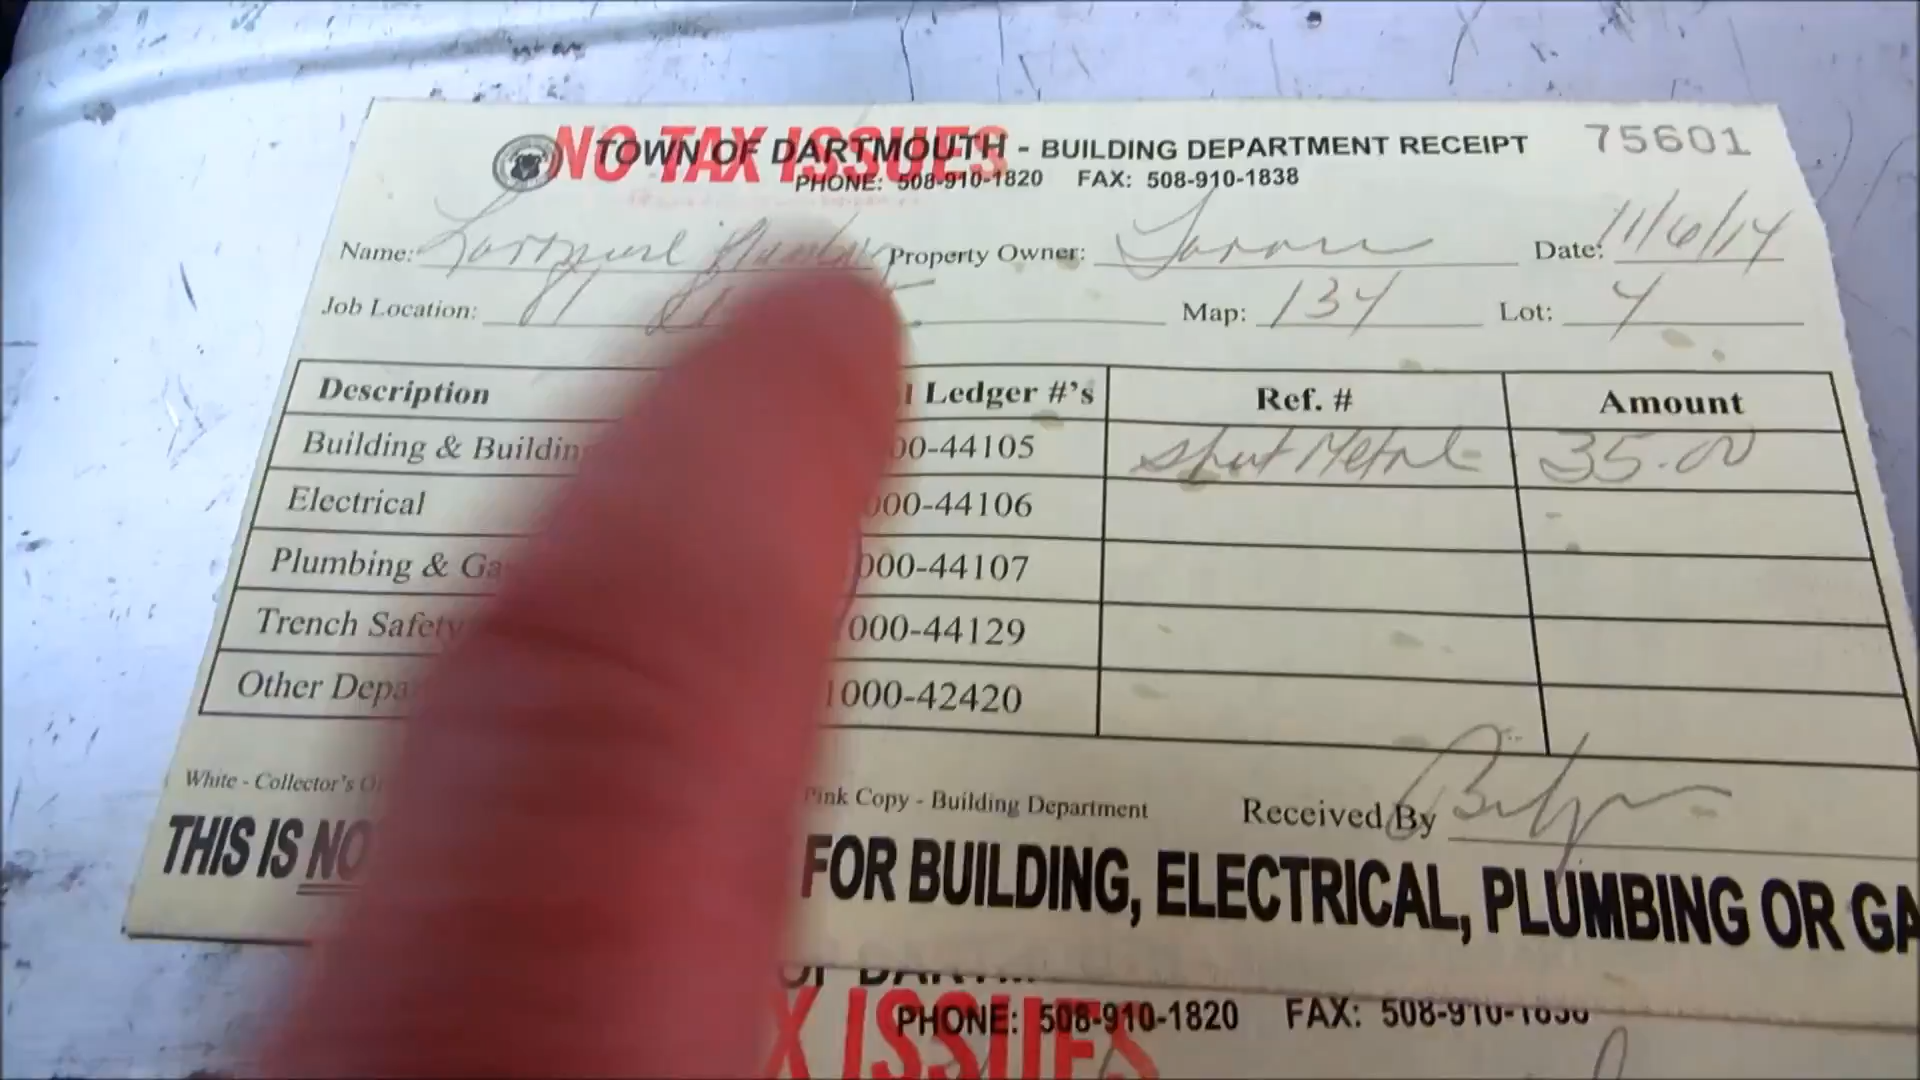 NO TAX ISSUES
TOWN OF DARTMOUTH - BUILDING DEPARTMENT RECEIPT 75601
PHONE: 508-910-1820 FAX: 508-910-1838
Name: Property Owner: Date: 11/6/14
Job Location: Map: 134 Lot: 4
Description Ledger #'s Ref. # Amount
Building & Building 00-44105 Sheet Metal 35.00
Electrical 000-44106
Plumbing & Ga 000-44107
Trench Safety 000-44129
Other Depa 1000-42420
White - Collector's Pink Copy - Building Department Received By
THIS IS NO FOR BUILDING, ELECTRICAL, PLUMBING OR GA
X ISSUES
PHONE: 508-910-1820 FAX: 508-910-1838